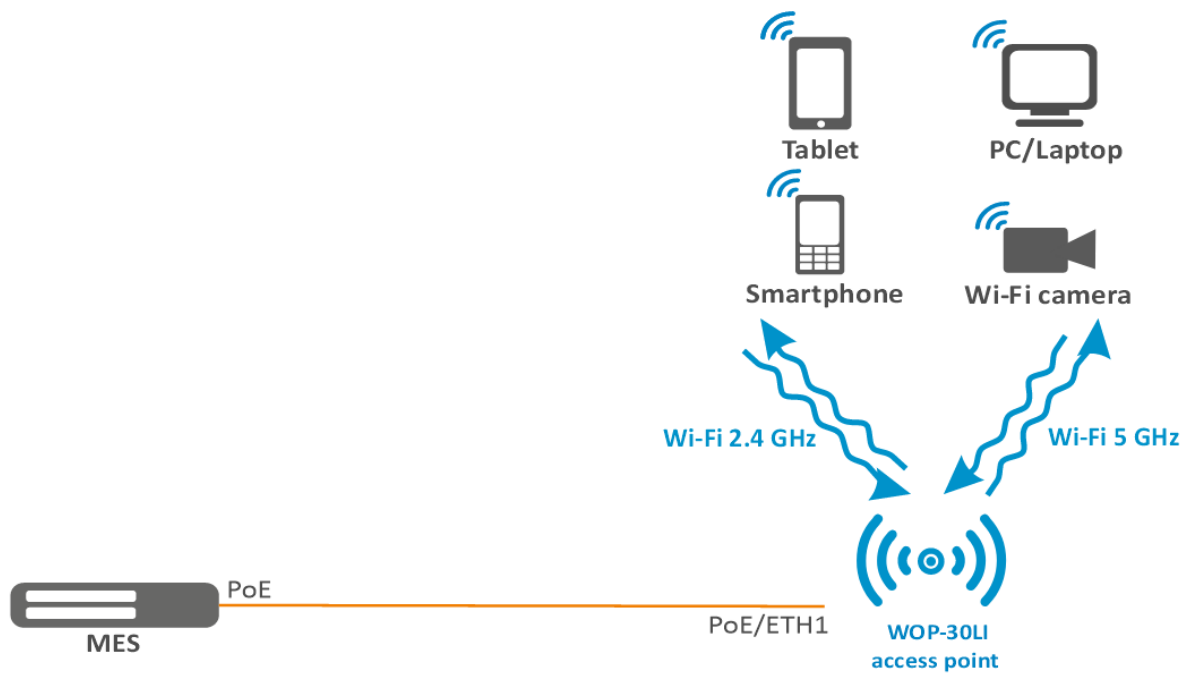 Tablet
PC/Laptop
Smartphone
Wi-Fi camera
Wi-Fi 2.4 GHz
Wi-Fi 5 GHz
PoE
PoE/ETH1
MES
WOP-30LI
access point